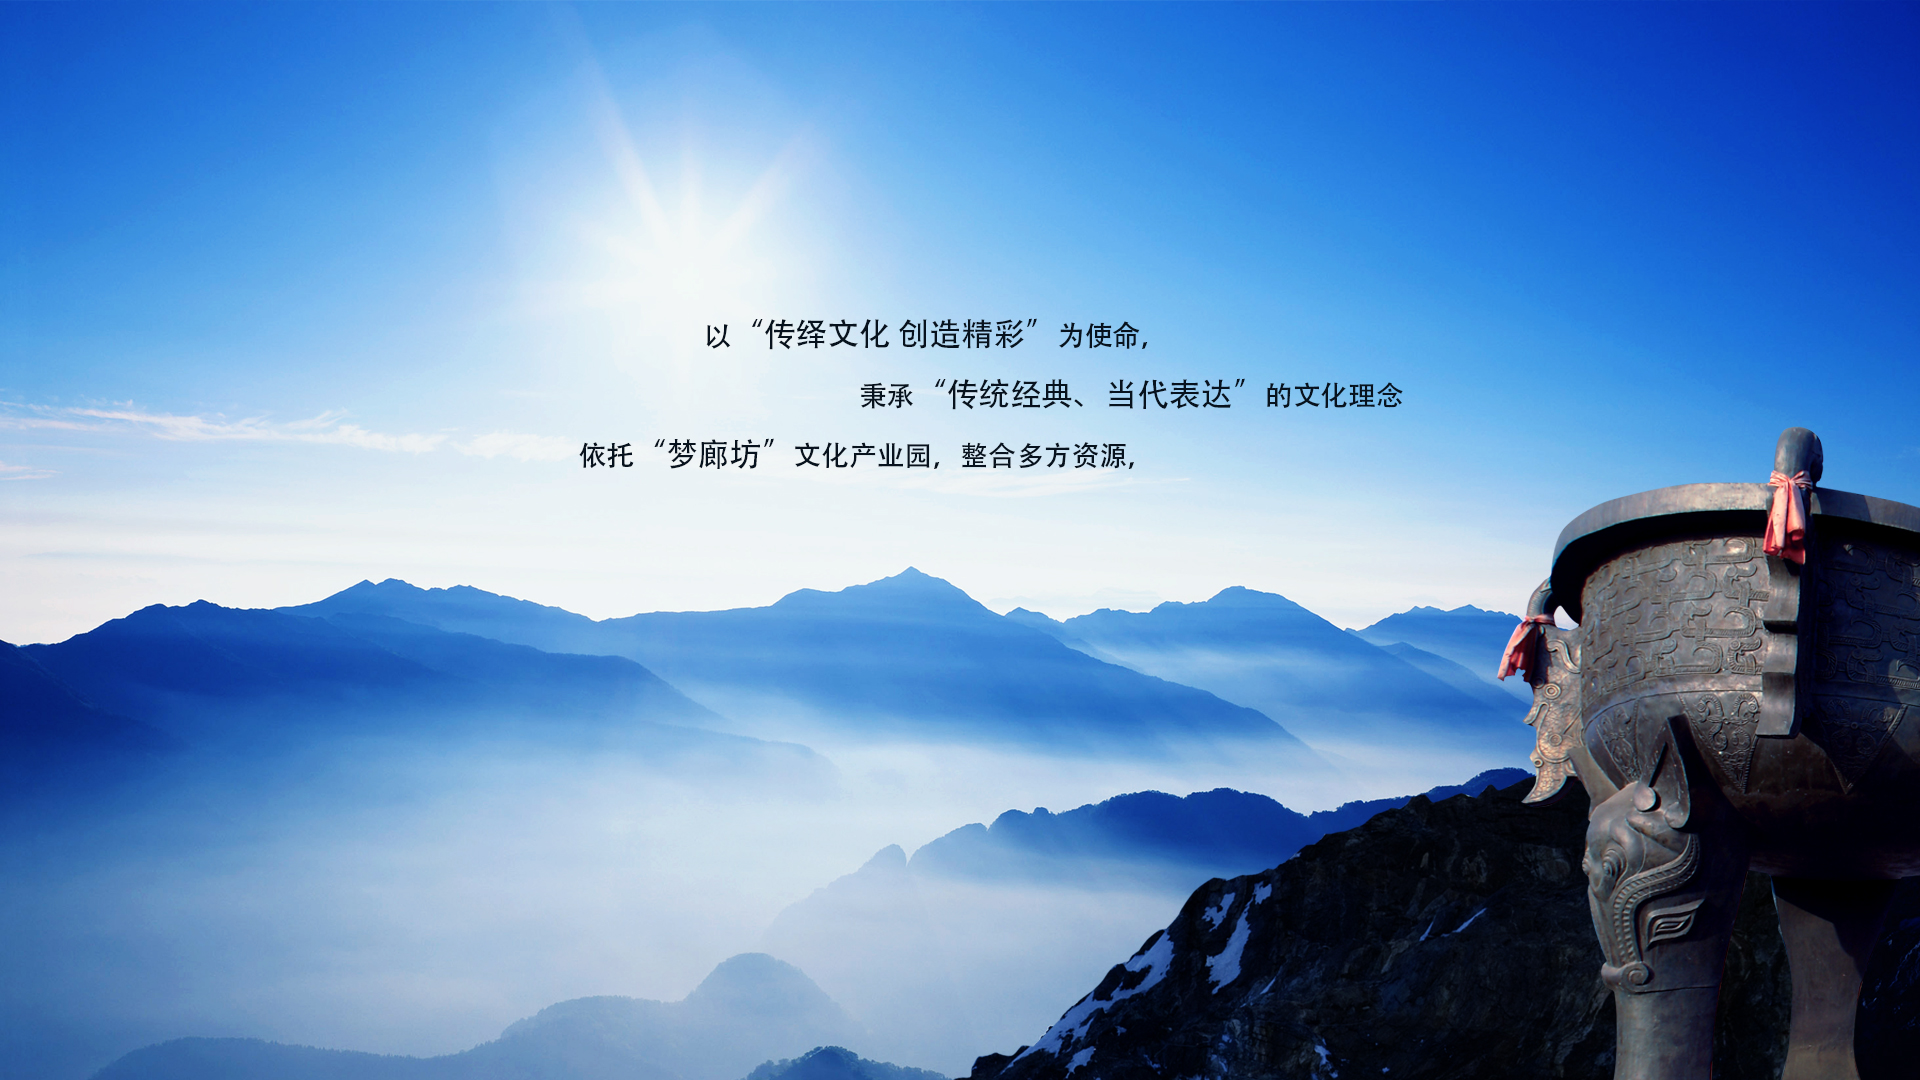 以“传绎文化 创造精彩”为使命，
秉承“传统经典、当代表达”的文化理念
依托“梦廊坊”文化产业园，整合多方资源，